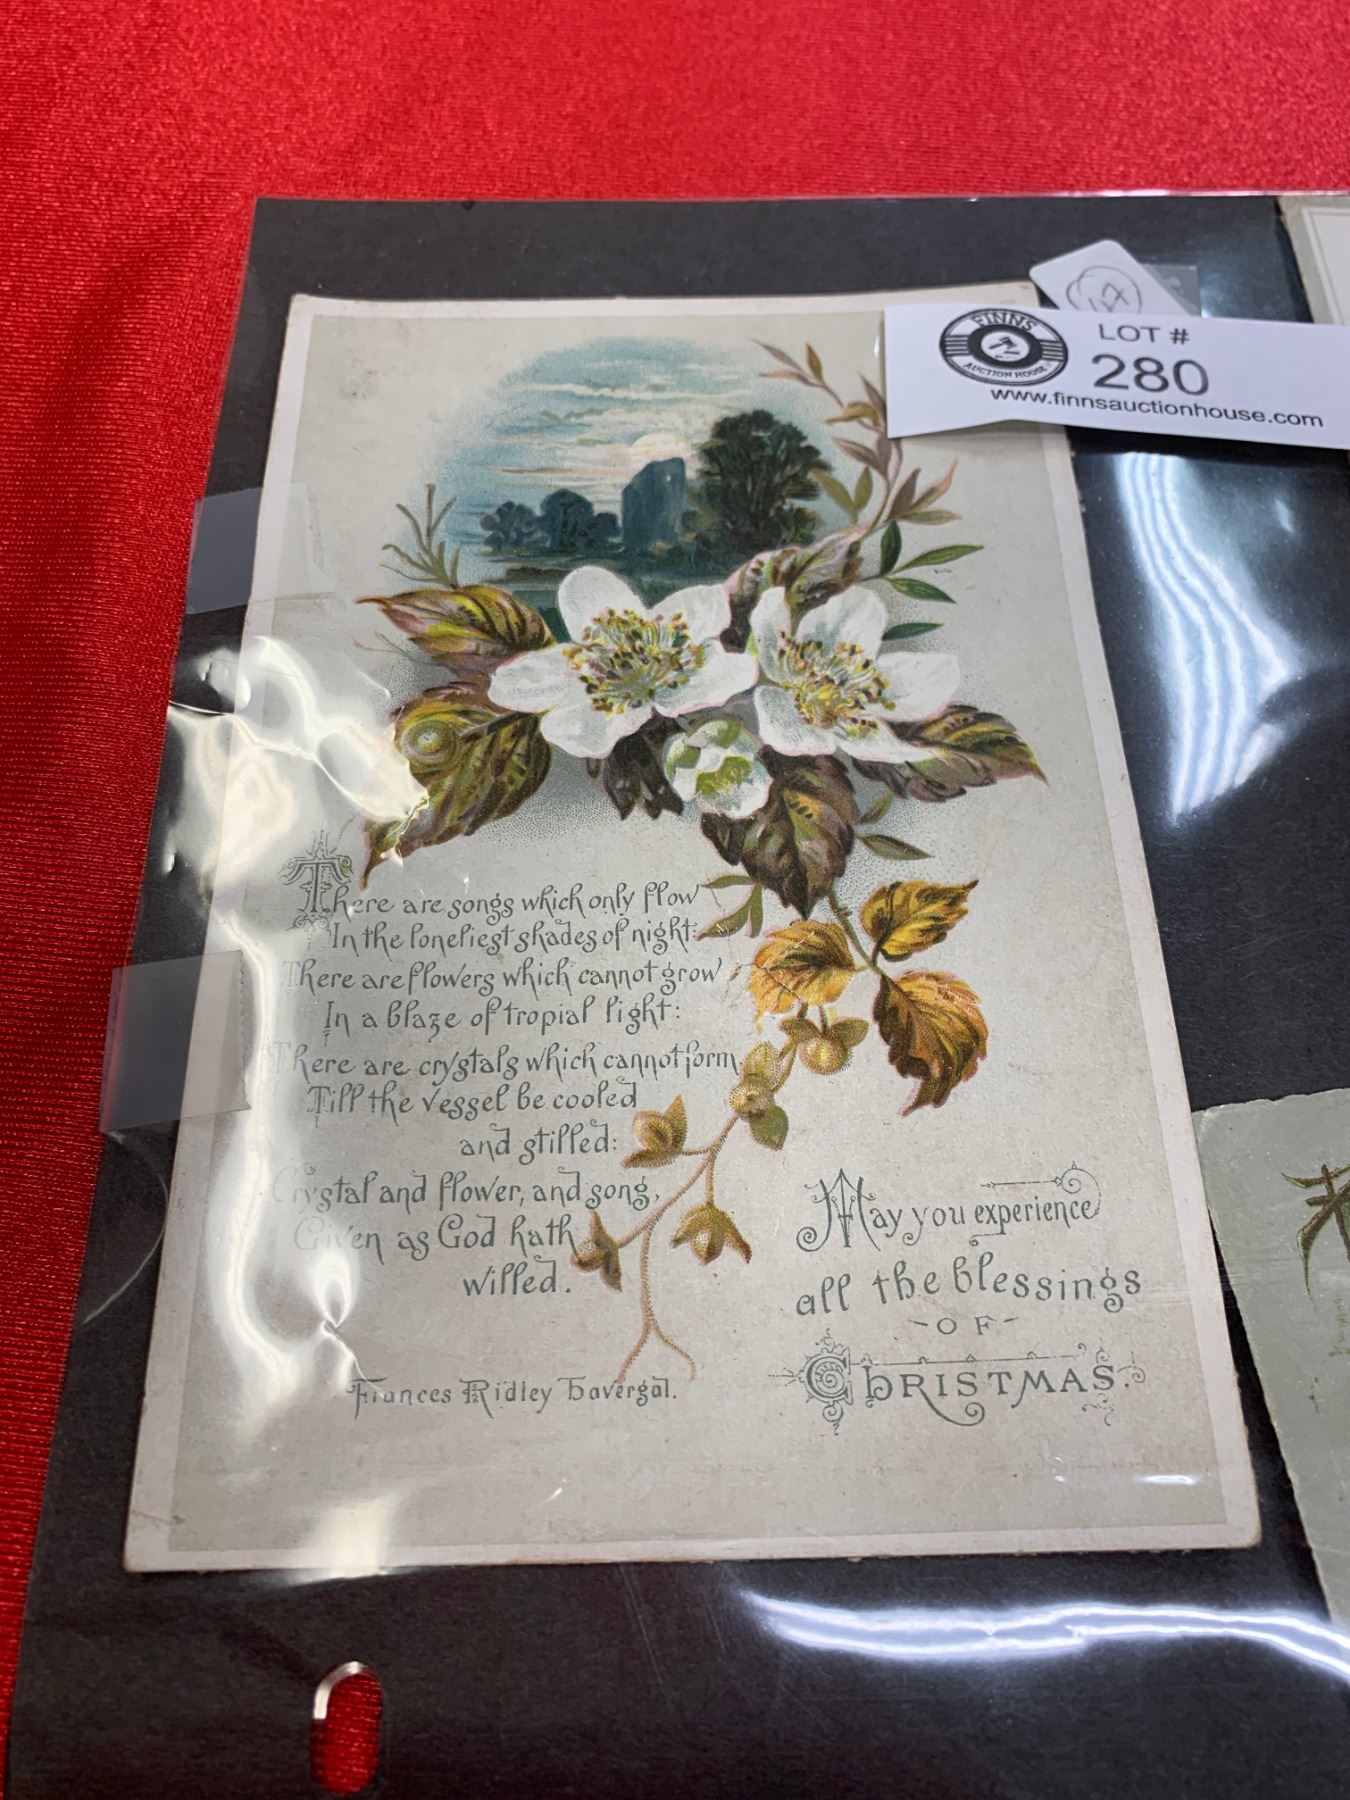 FINNS
AUCTION HOUSE
LOT #
280
www.finnsauctionhouse.com
There are songs which only flow
In the loneliest shades of night:
There are flowers which cannot grow
In a blaze of tropial light:
There are crystals which cannot form,
Till the vessel be cooled
and stilled:
Crystal and flower, and song,
Given as God hath
willed.
Frances Ridley Havergal.
May you experience
all the blessings
-OF-
CHRISTMAS.